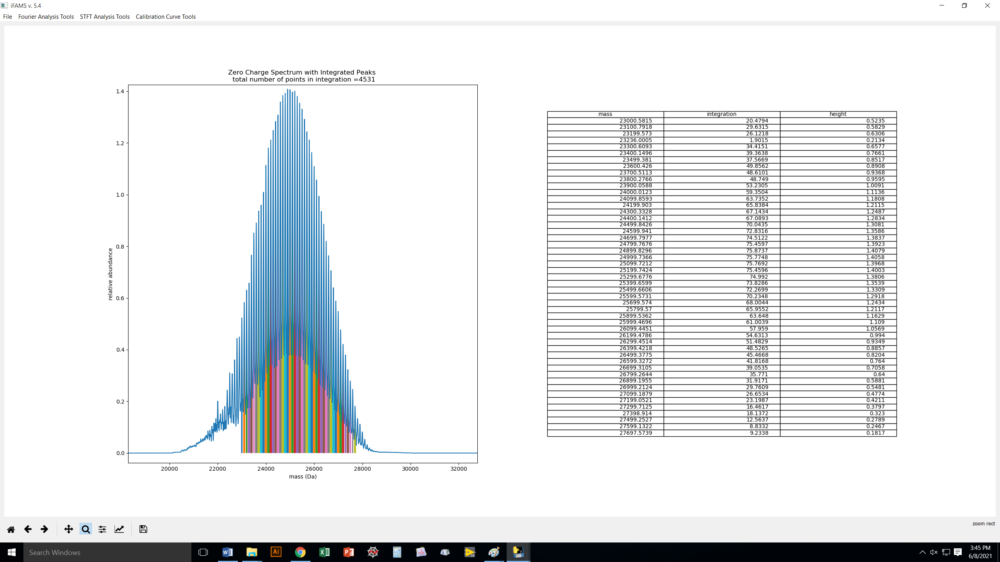 iFAMS v. 5.4
File Fourier Analysis Tools STFT Analysis Tools Calibration Curve Tools
Zero Charge Spectrum with Integrated Peaks
total number of points in integration =4531
1.4
1.2
1.0
0.8
0.6
0.4
0.2
0.0
relative abundance
20000 22000 24000 26000 28000 30000 32000
mass (Da)
mass integration height
23000.5815 20.4794 0.5235
23100.7918 29.6315 0.5829
23199.573 26.1218 0.6306
23236.0005 1.9015 0.2134
23300.6093 34.4151 0.6577
23400.1496 39.3638 0.7661
23499.381 37.5669 0.8517
23600.426 49.8562 0.8908
23700.5113 48.6101 0.9368
23800.2766 48.749 0.9595
23900.0588 53.2305 1.0091
24000.0123 59.3504 1.1136
24099.8593 63.7352 1.1808
24199.903 65.8384 1.2115
24300.3328 67.1434 1.2487
24400.1412 67.0893 1.2834
24499.8426 70.0435 1.3081
24599.941 72.8316 1.3586
24699.7977 74.5122 1.3837
24799.7676 75.4597 1.3923
24899.8296 75.8737 1.4079
24999.7366 75.7748 1.4058
25099.7212 75.7692 1.3968
25199.7424 75.4596 1.4003
25299.6776 74.992 1.3806
25399.6599 73.8286 1.3539
25499.6606 72.2699 1.3309
25599.5731 70.2348 1.2918
25699.574 68.0044 1.2434
25799.57 65.9552 1.2117
25899.5362 63.648 1.1629
25999.4696 61.0039 1.109
26099.4451 57.959 1.0569
26199.4786 54.6313 0.994
26299.4514 51.4829 0.9349
26399.4218 48.5265 0.8857
26499.3775 45.4668 0.8204
26599.3272 41.8168 0.764
26699.3105 39.0535 0.7058
26799.2644 35.771 0.64
26899.1955 31.9171 0.5881
26999.2124 29.7609 0.5481
27099.1879 26.6534 0.4774
27199.0521 23.1987 0.4211
27299.7125 16.4617 0.3797
27398.914 18.1372 0.323
27499.2527 12.5637 0.2789
27599.1322 8.8332 0.2467
27697.5739 9.2338 0.1817
zoom rect
Search Windows
Ai
19
3:45 PM
6/8/2021